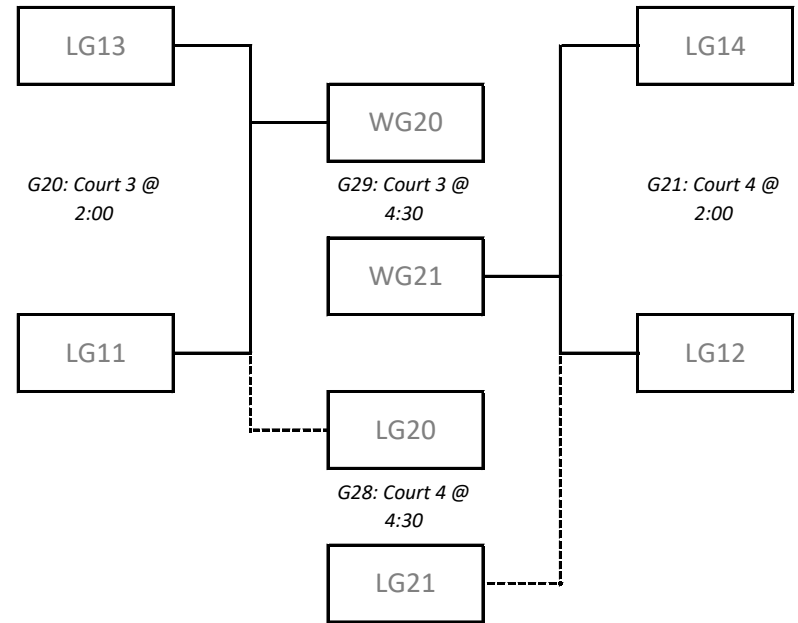 LG13
LG14
WG20
G20: Court 3 @
2:00
G29: Court 3 @
4:30
G21: Court 4 @
2:00
WG21
LG11
LG12
LG20
G28: Court 4 @
4:30
LG21